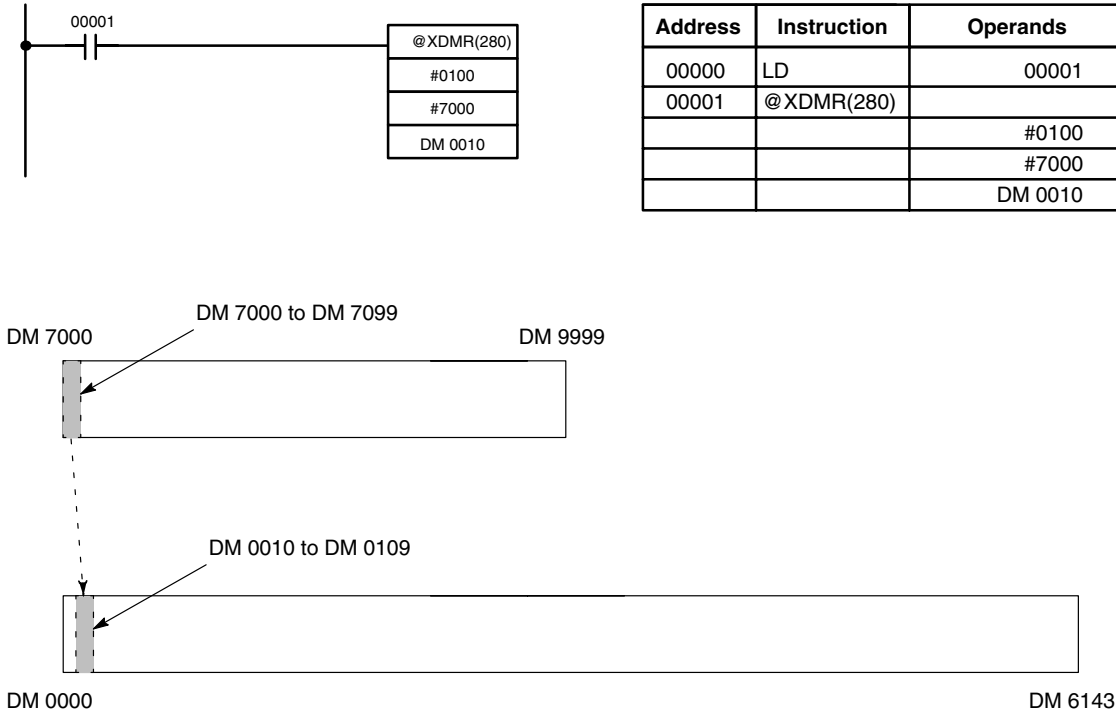 00001
@XDMR(280)
#0100
#7000
DM 0010
Address Instruction Operands
00000 LD 00001
00001 @XDMR(280)
#0100
#7000
DM 0010
DM 7000 to DM 7099
DM 7000 DM 9999
DM 0010 to DM 0109
DM 0000 DM 6143